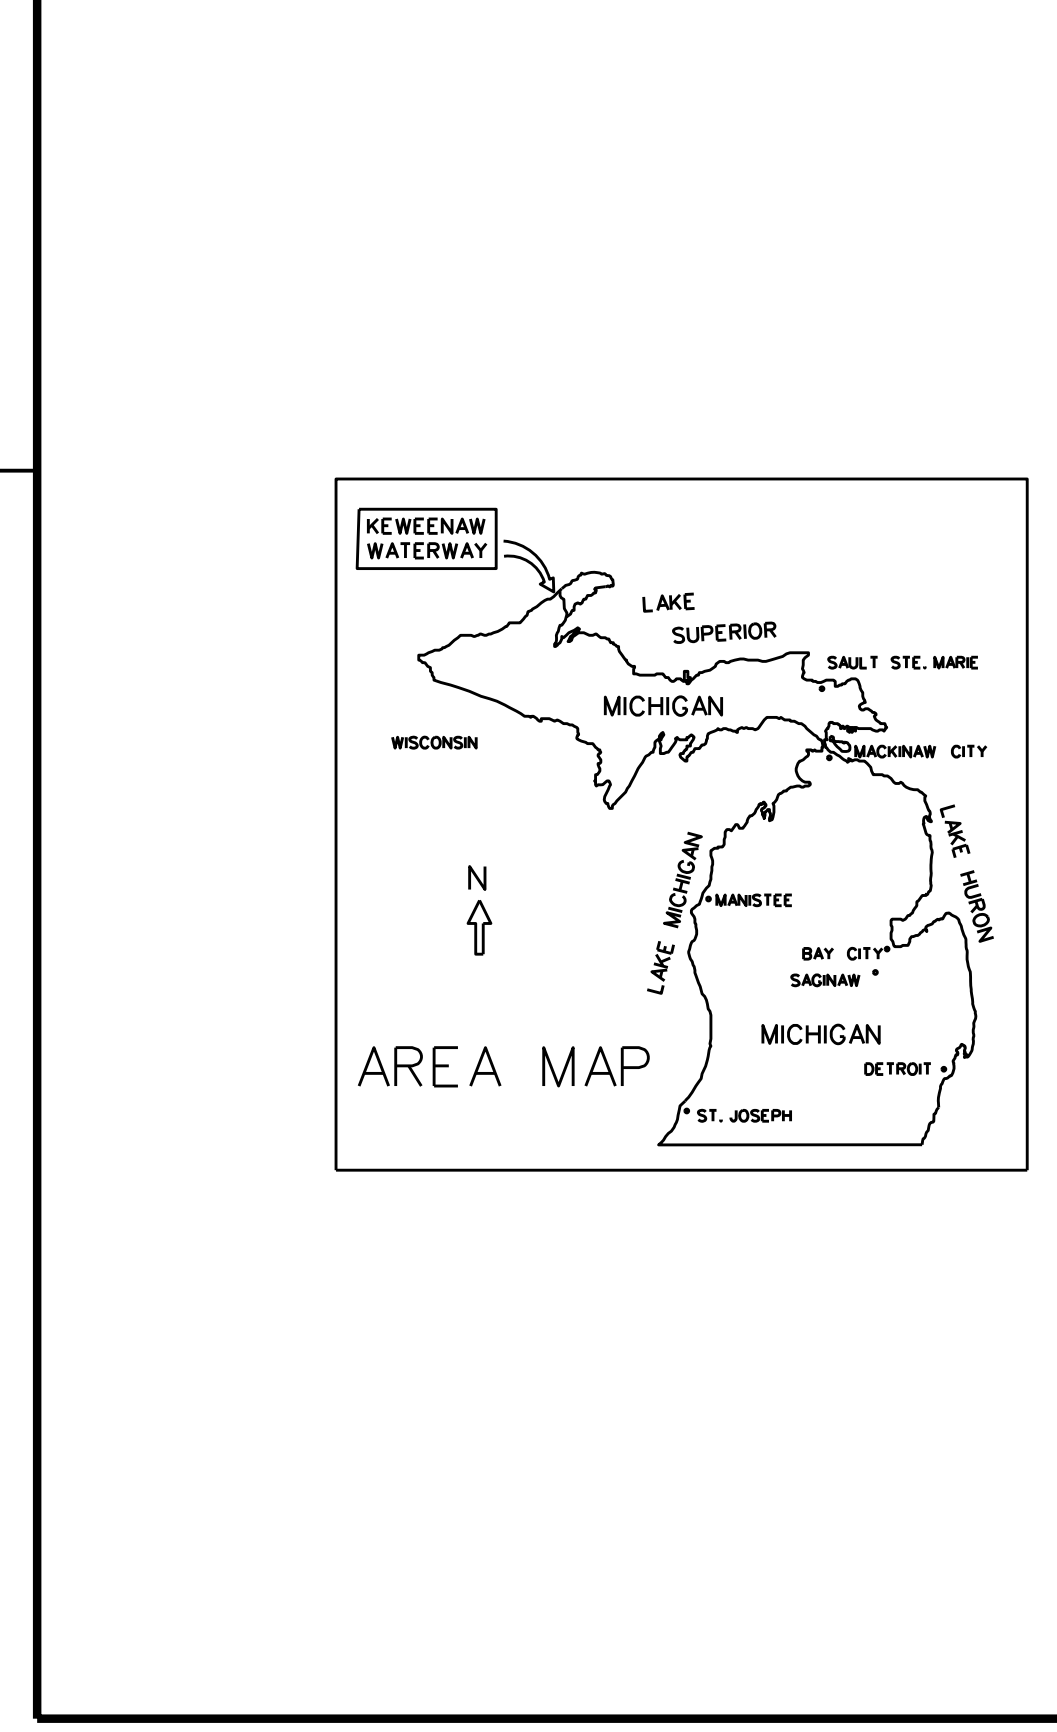 KEWEENAW
WATERWAY
LAKE
SUPERIOR
SAULT STE. MARIE
MICHIGAN
WISCONSIN
MACKINAW CITY
LAKE MICHIGAN
LAKE HURON
N
MANISTEE
BAY CITY
SAGINAW
MICHIGAN
AREA MAP
DETROIT
ST. JOSEPH